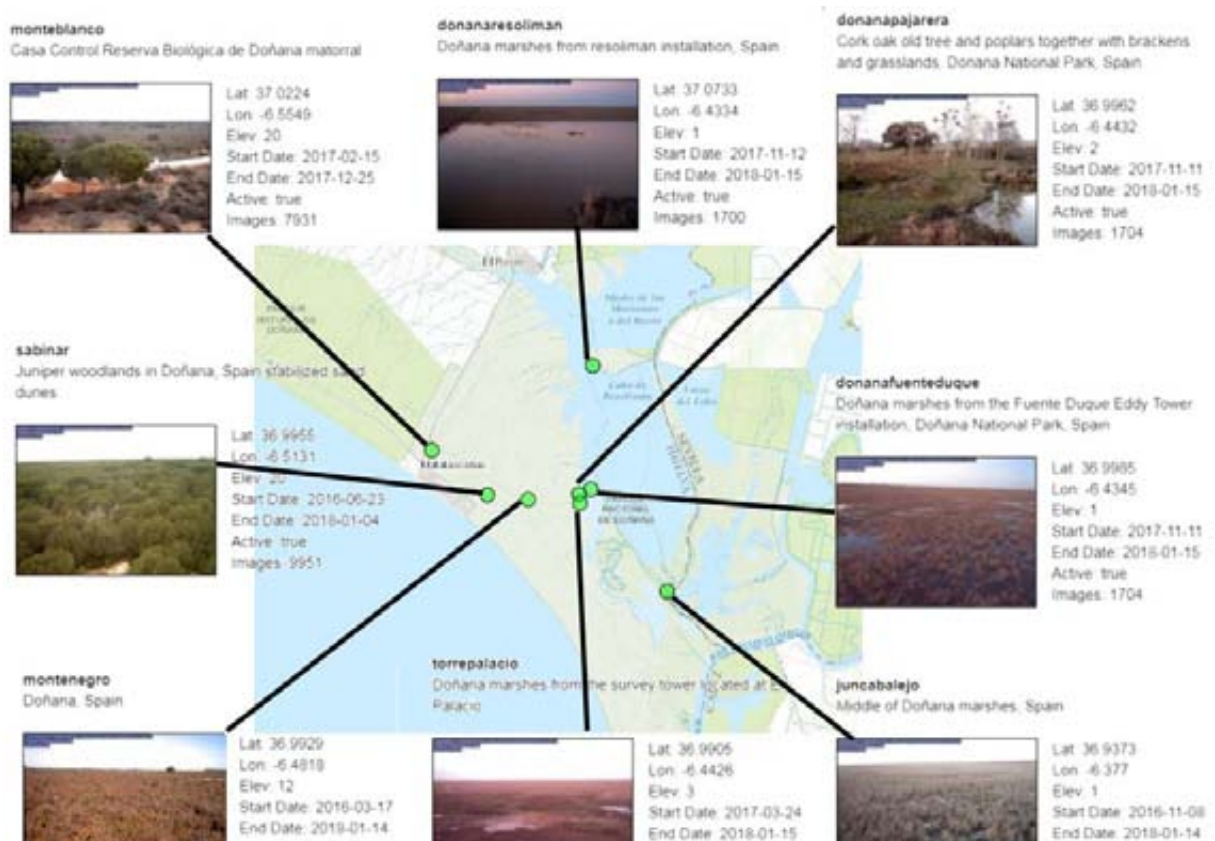 monteblanco
Casa Control Reserva Biológica de Doñana matorral
Lat: 37.0224
Lon: -6.5549
Elev: 20
Start Date: 2017-02-15
End Date: 2017-12-25
Active: true
Images: 7931
donanaresoliman
Doñana marshes from resoliman installation, Spain
Lat: 37.0733
Lon: -6.4334
Elev: 1
Start Date: 2017-11-12
End Date: 2018-01-15
Active: true
Images: 1700
donanapajarera
Cork oak old tree and poplars together with brackens
and grasslands, Donana National Park, Spain
Lat: 36.9962
Lon: -6.4432
Elev: 2
Start Date: 2017-11-11
End Date: 2018-01-15
Active: true
Images: 1704
sabinar
Juniper woodlands in Doñana, Spain stabilized sand
dunes
Lat: 36.9955
Lon: -6.5131
Elev: 20
Start Date: 2016-06-23
End Date: 2018-01-04
Active: true
Images: 9951
El Rocío
Matalascañas
NACIONAL
DE DOÑANA
SEVILLA
HUELVA
CÁDIZ
donanafuenteduque
Doñana marshes from the Fuente Duque Eddy Tower
installation, Doñana National Park, Spain
Lat: 36.9985
Lon: -6.4345
Elev: 1
Start Date: 2017-11-11
End Date: 2018-01-15
Active: true
Images: 1704
montenegro
Doñana, Spain
Lat: 36.9929
Lon: -6.4818
Elev: 12
Start Date: 2016-03-17
End Date: 2018-01-14
torrepalacio
Doñana marshes from the survey tower located at El
Palacio
Lat: 36.9905
Lon: -6.4426
Elev: 3
Start Date: 2017-03-24
End Date: 2018-01-15
juncabalejo
Middle of Doñana marshes, Spain
Lat: 36.9373
Lon: -6.377
Elev: 1
Start Date: 2016-11-08
End Date: 2018-01-14